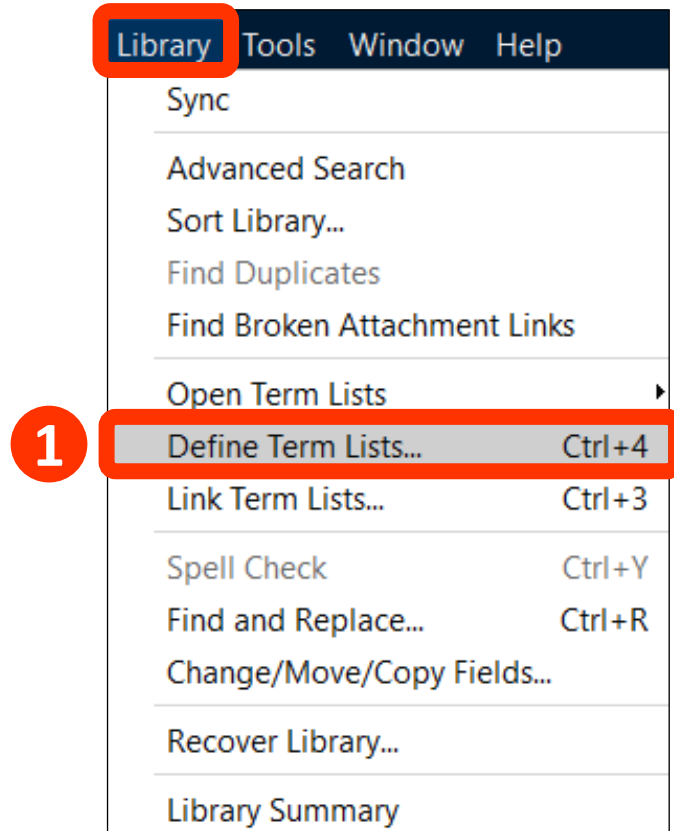 Library Tools Window Help
Sync
Advanced Search
Sort Library...
Find Duplicates
Find Broken Attachment Links
Open Term Lists
1 Define Term Lists... Ctrl+4
Link Term Lists... Ctrl+3
Spell Check Ctrl+Y
Find and Replace... Ctrl+R
Change/Move/Copy Fields...
Recover Library...
Library Summary